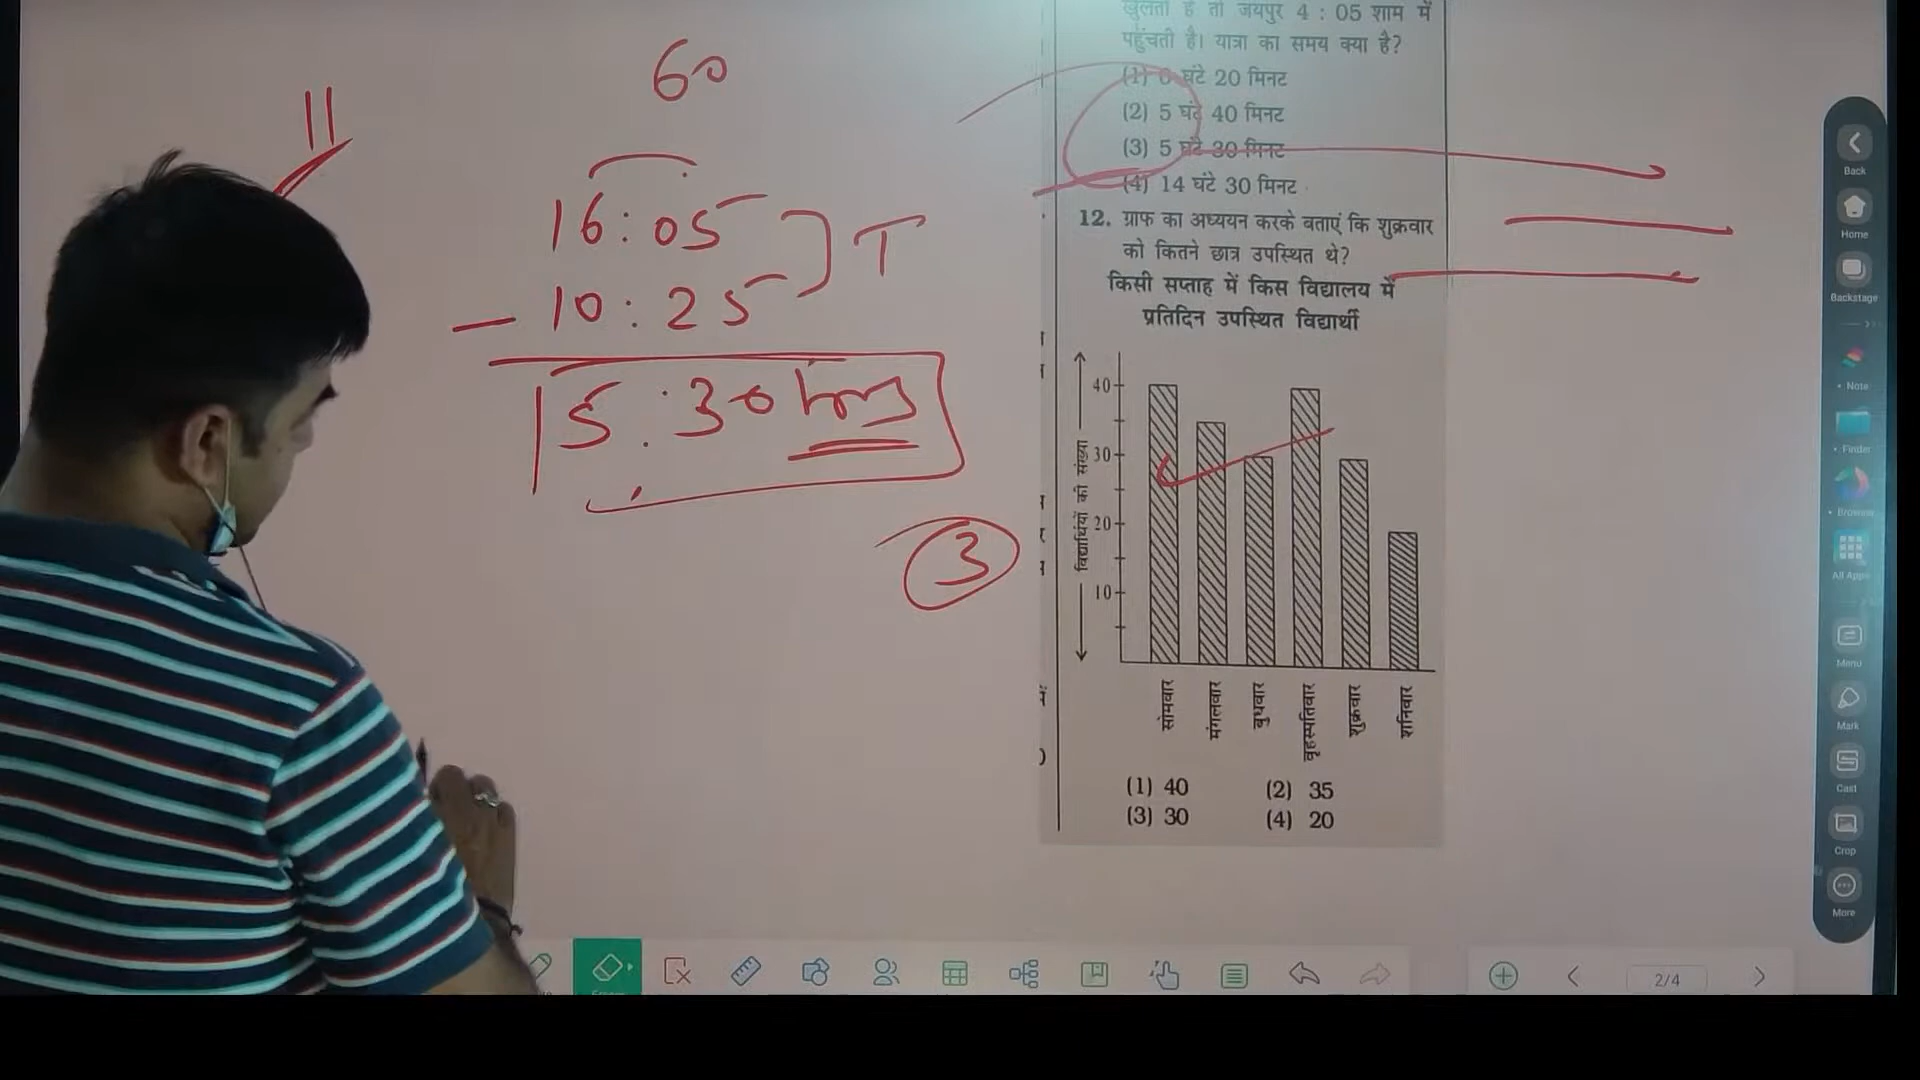 60
11
16:05
] T
- 10:25
5:30 hrs
3
खुलती है तो जयपुर 4 : 05 शाम में
पहुंचती है। यात्रा का समय क्या है?
(1) 6 घंटे 20 मिनट
(2) 5 घंटे 40 मिनट
(3) 5 घंटे 30 मिनट
(4) 14 घंटे 30 मिनट
12. ग्राफ का अध्ययन करके बताएं कि शुक्रवार
को कितने छात्र उपस्थित थे?
किसी सप्ताह में किस विद्यालय में
प्रतिदिन उपस्थित विद्यार्थी
विद्यार्थियों की संख्या
40
30
20
10
सोमवार
मंगलवार
बुधवार
वृहस्पतिवार
शुक्रवार
शनिवार
(1) 40 (2) 35
(3) 30 (4) 20
Back
Home
Backstage
Note
Finder
Browser
All Apps
Menu
Mark
Cast
Crop
More
2/4